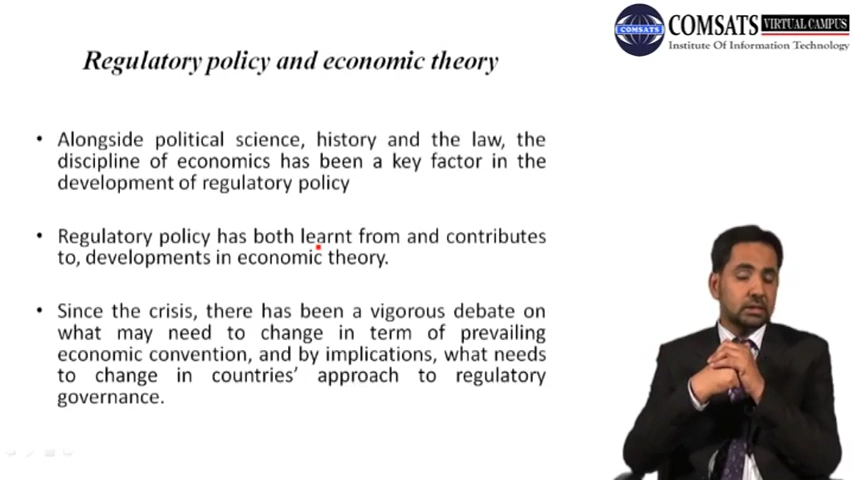 COMSATS VIRTUAL CAMPUS
COMSATS
Institute Of Information Technology
Regulatory policy and economic theory
• Alongside political science, history and the law, the
discipline of economics has been a key factor in the
development of regulatory policy
• Regulatory policy has both learnt from and contributes
to, developments in economic theory.
• Since the crisis, there has been a vigorous debate on
what may need to change in term of prevailing
economic convention, and by implications, what needs
to change in countries’ approach to regulatory
governance.